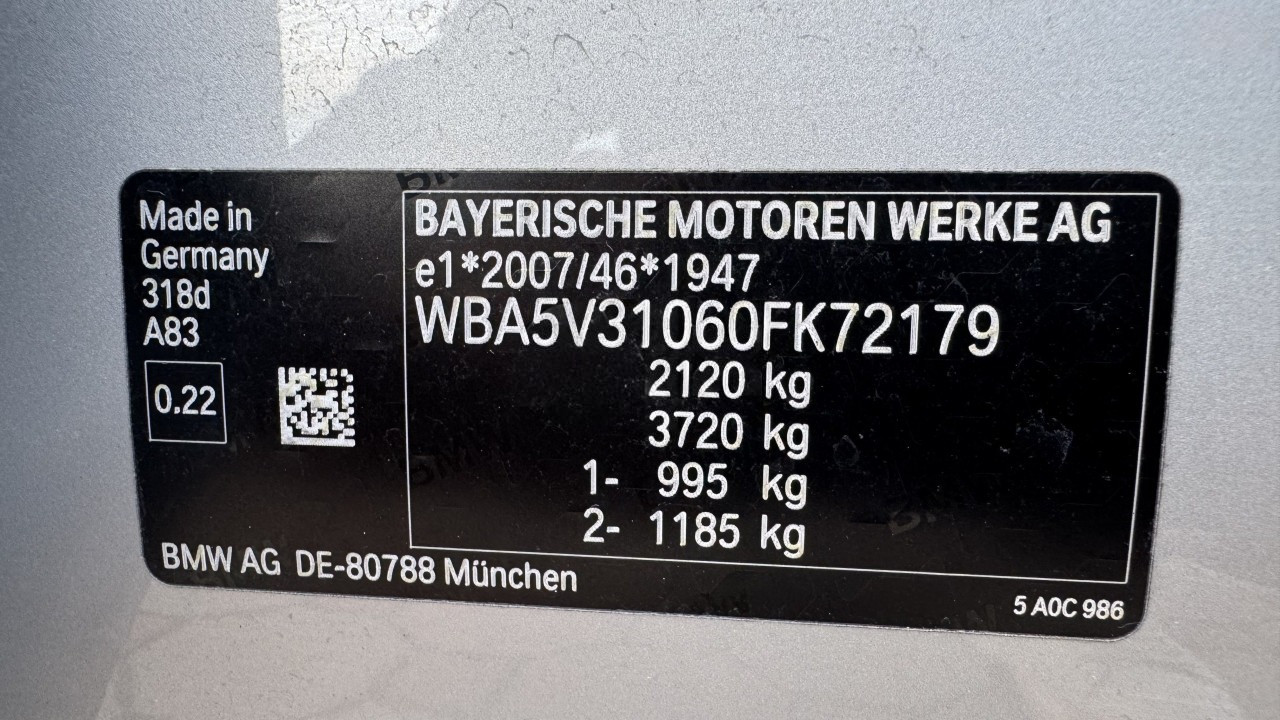 Made in
Germany
318d
A83
0.22
BAYERISCHE MOTOREN WERKE AG
e1*2007/46*1947
WBA5V31060FK72179
2120 kg
3720 kg
1- 995 kg
2- 1185 kg
BMW AG DE-80788 München
5 A0C 986